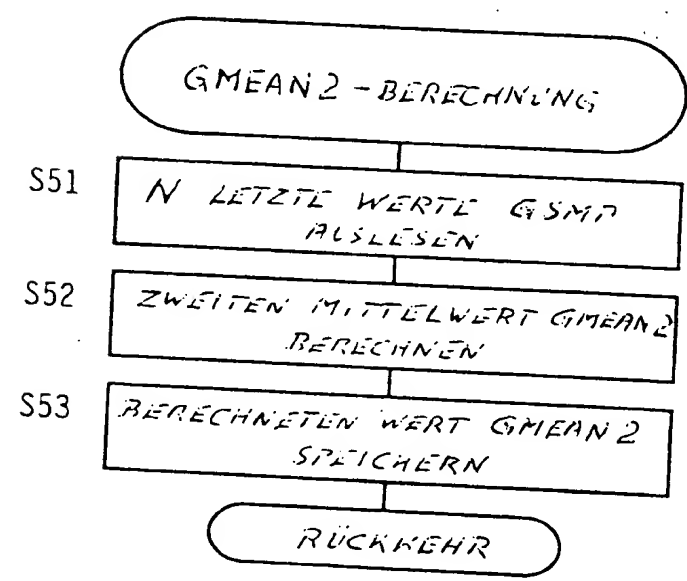 GMEAN2-BERECHNUNG
S51
N LETZTE WERTE GSMP
AUSLESEN
S52
ZWEITEN MITTELWERT GMEAN2
BERECHNEN
S53
BERECHNETEN WERT GMEAN2
SPEICHERN
RÜCKKEHR